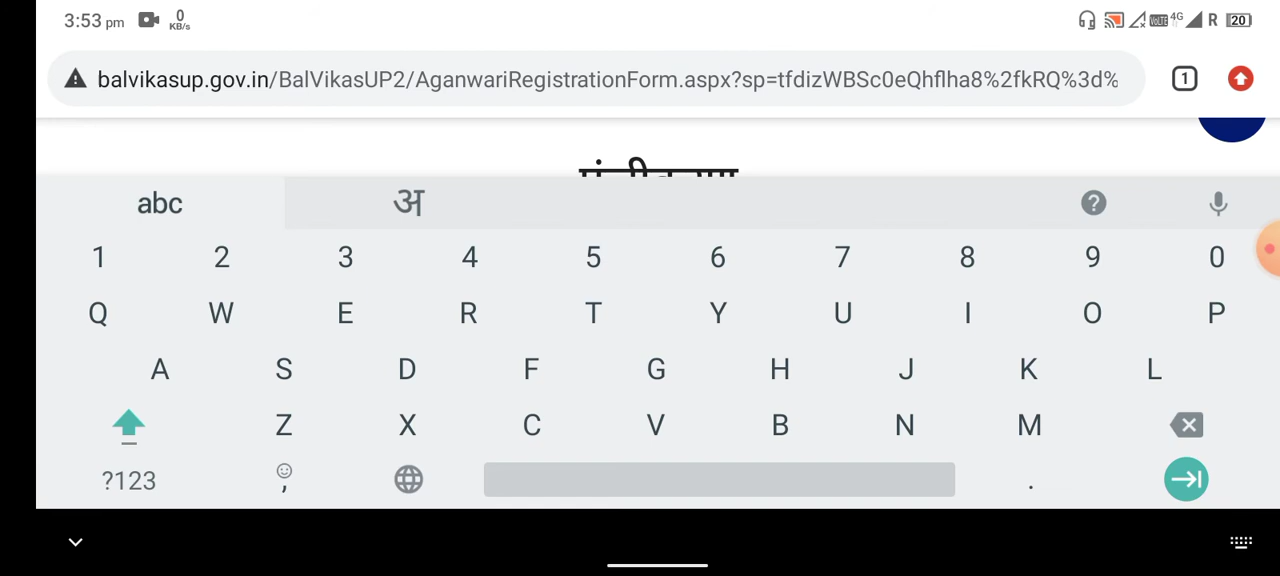 3:53 pm 0 KB/s VoLTE 4G R 20
balvikasup.gov.in/BalVikasUP2/AganwariRegistrationForm.aspx?sp=tfdizWBSc0eQhflha8%2fkRQ%3d% 1
abc अ ?
1 2 3 4 5 6 7 8 9 0
Q W E R T Y U I O P
A S D F G H J K L
Z X C V B N M
?123 , .